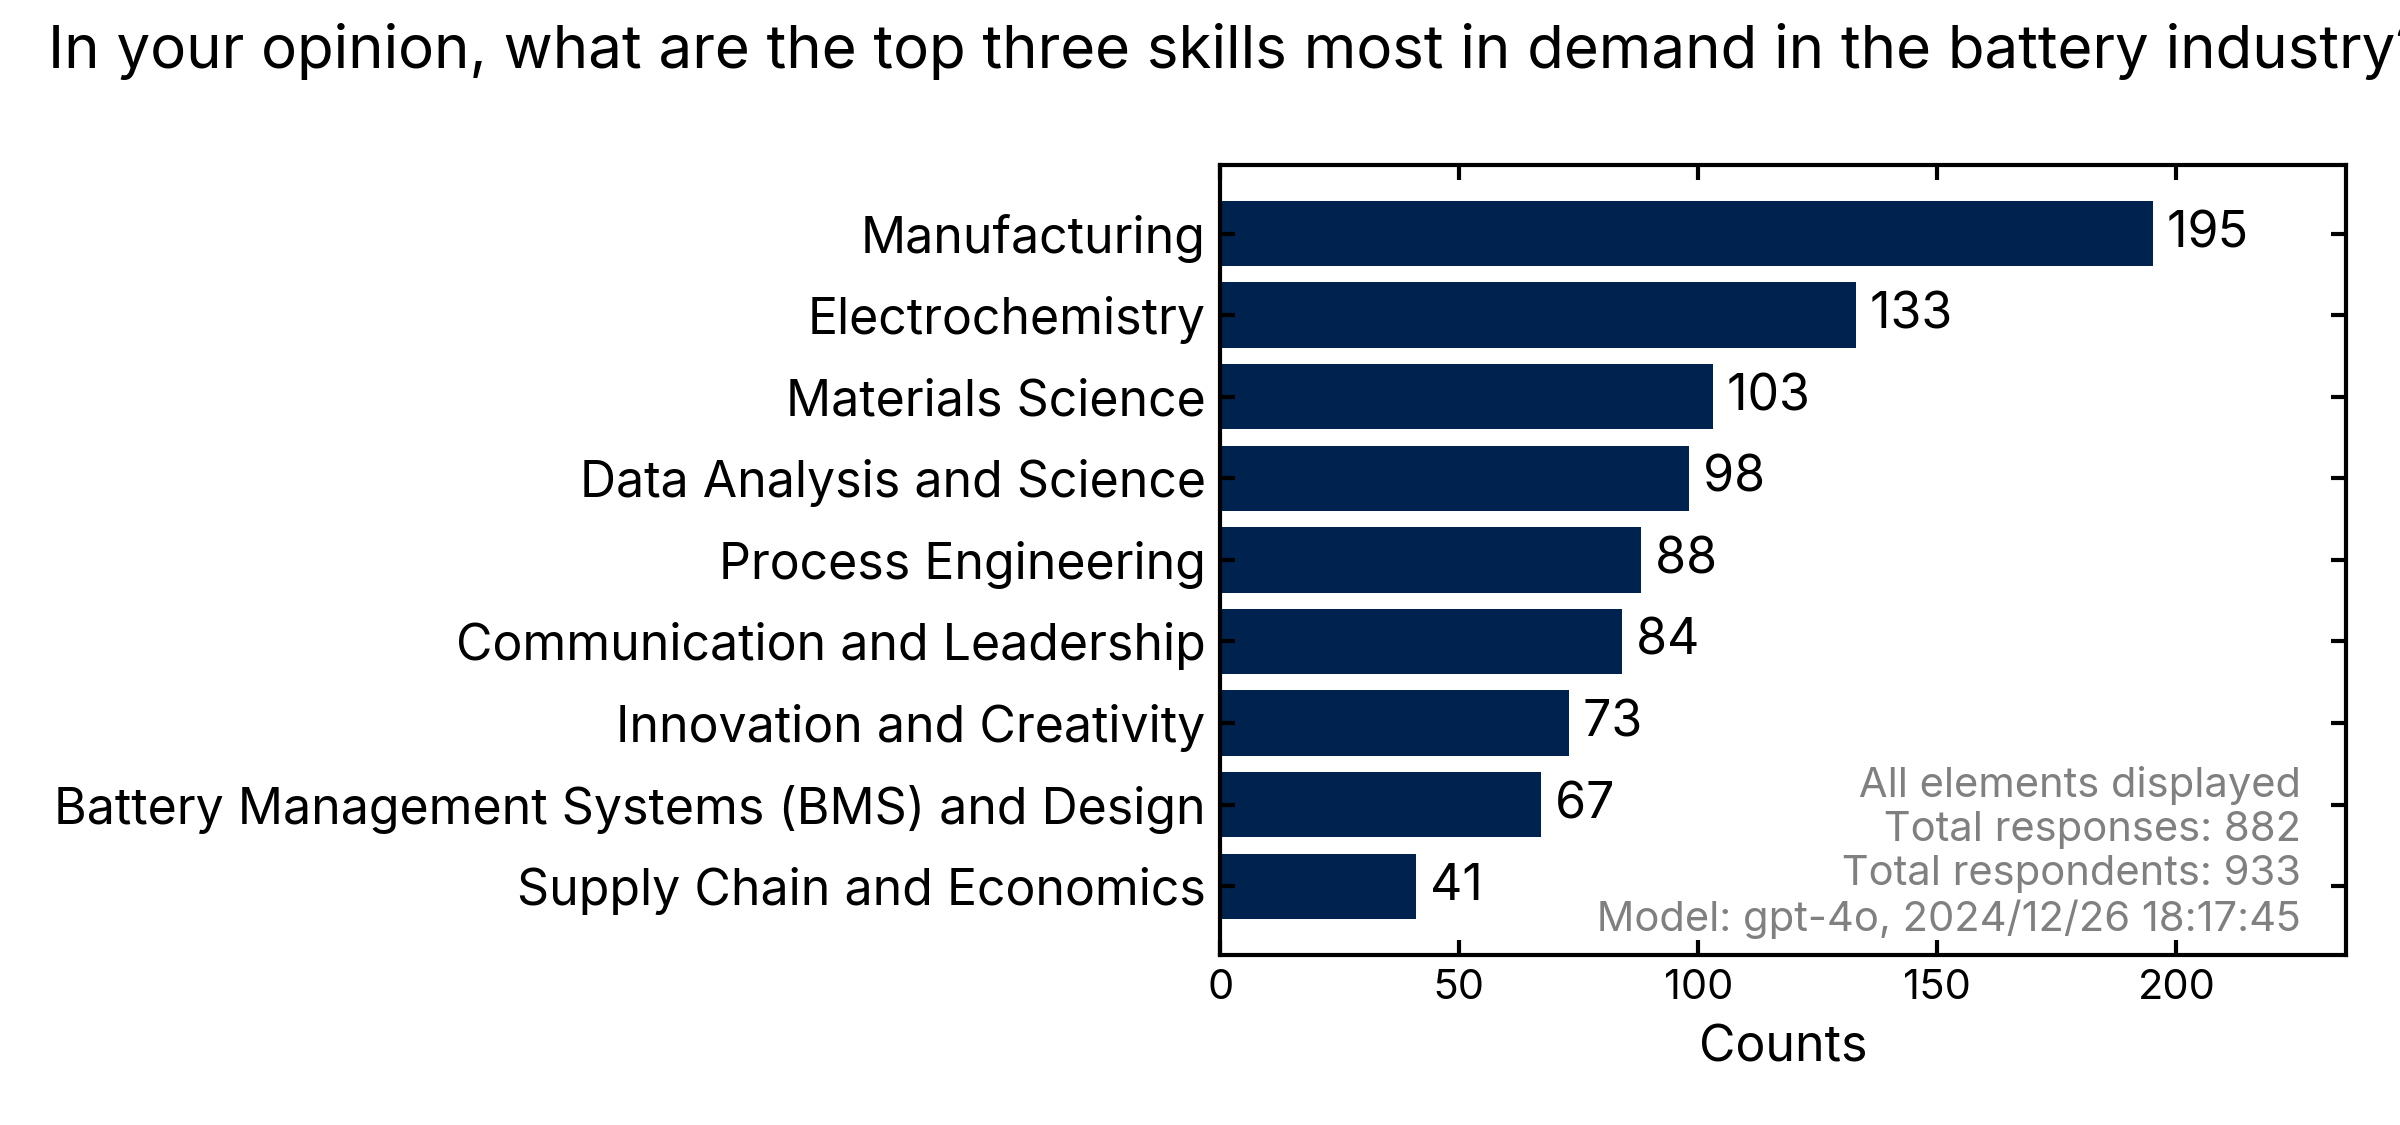 In your opinion, what are the top three skills most in demand in the battery industry?
Manufacturing 195
Electrochemistry 133
Materials Science 103
Data Analysis and Science 98
Process Engineering 88
Communication and Leadership 84
Innovation and Creativity 73
Battery Management Systems (BMS) and Design 67
Supply Chain and Economics 41
All elements displayed
Total responses: 882
Total respondents: 933
Model: gpt-4o, 2024/12/26 18:17:45
0 50 100 150 200
Counts